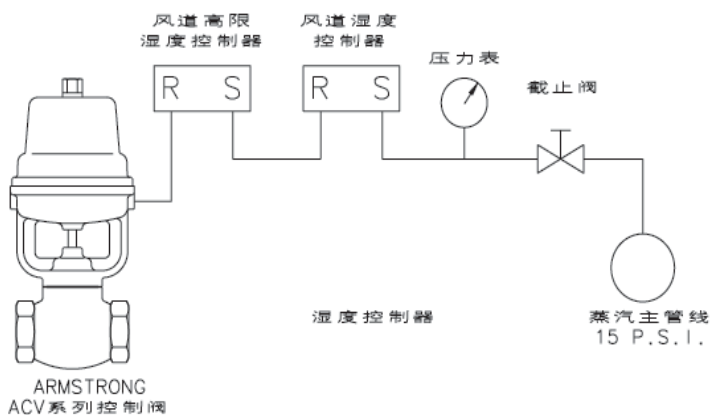 风道高限
湿度控制器
风道湿度
控制器
压力表
截止阀
R S
R S
湿度控制器
蒸汽主管线
15 P.S.I.
ARMSTRONG
ACV系列控制阀